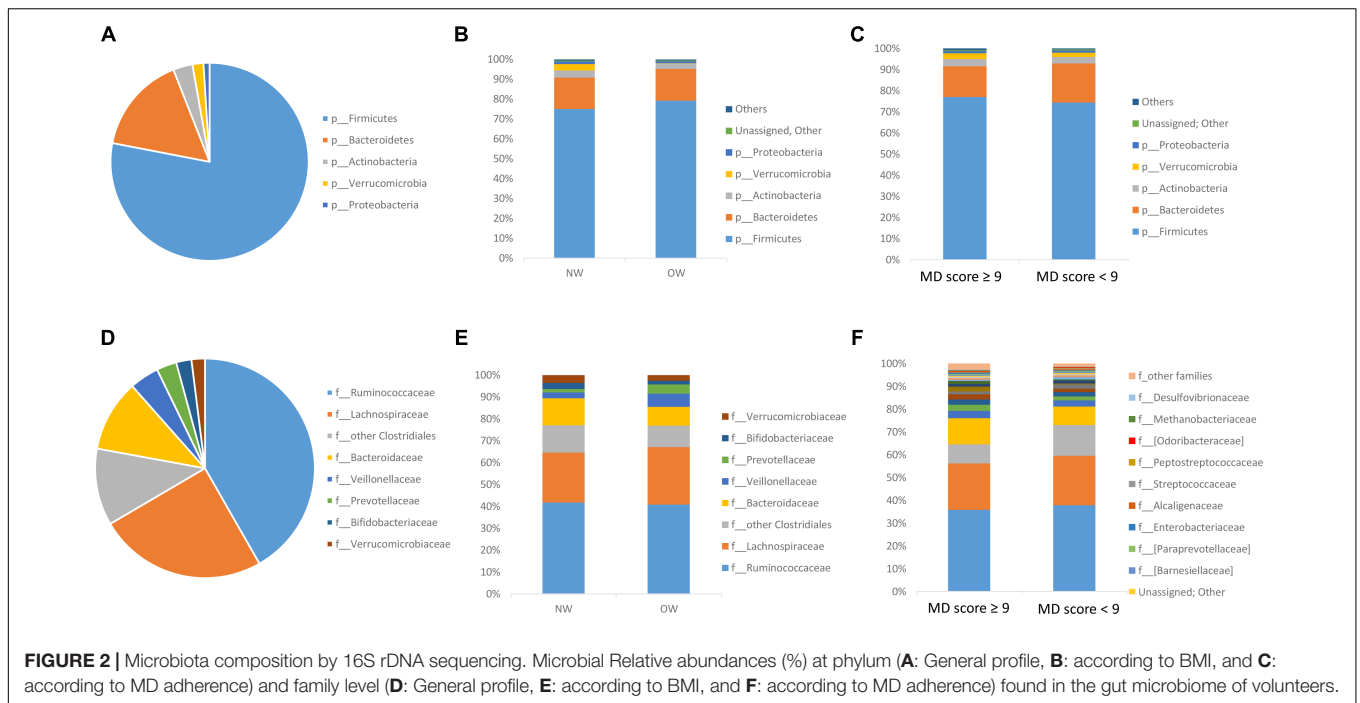 A
p__Firmicutes
p__Bacteroidetes
p__Actinobacteria
p__Verrucomicrobia
p__Proteobacteria
B
100%
90%
80%
70%
60%
50%
40%
30%
20%
10%
0%
NW
OW
Others
Unassigned, Other
p__Proteobacteria
p__Verrucomicrobia
p__Actinobacteria
p__Bacteroidetes
p__Firmicutes
C
100%
90%
80%
70%
60%
50%
40%
30%
20%
10%
0%
MD score ≥ 9
MD score < 9
Others
Unassigned; Other
p__Proteobacteria
p__Verrucomicrobia
p__Actinobacteria
p__Bacteroidetes
p__Firmicutes
D
f__Ruminococcaceae
f__Lachnospiraceae
f__other Clostridiales
f__Bacteroidaceae
f__Veillonellaceae
f__Prevotellaceae
f__Bifidobacteriaceae
f__Verrucomicrobiaceae
E
100%
90%
80%
70%
60%
50%
40%
30%
20%
10%
0%
NW
OW
f__Verrucomicrobiaceae
f__Bifidobacteriaceae
f__Prevotellaceae
f__Veillonellaceae
f__Bacteroidaceae
f__other Clostridiales
f__Lachnospiraceae
f__Ruminococcaceae
F
100%
90%
80%
70%
60%
50%
40%
30%
20%
10%
0%
MD score ≥ 9
MD score < 9
f_other families
f__Desulfovibrionaceae
f__Methanobacteriaceae
f__[Odoribacteraceae]
f__Peptostreptococcaceae
f__Streptococcaceae
f__Alcaligenaceae
f__Enterobacteriaceae
f__[Paraprevotellaceae]
f__[Barnesiellaceae]
Unassigned; Other
FIGURE 2 | Microbiota composition by 16S rDNA sequencing. Microbial Relative abundances (%) at phylum (A: General profile, B: according to BMI, and C:
according to MD adherence) and family level (D: General profile, E: according to BMI, and F: according to MD adherence) found in the gut microbiome of volunteers.